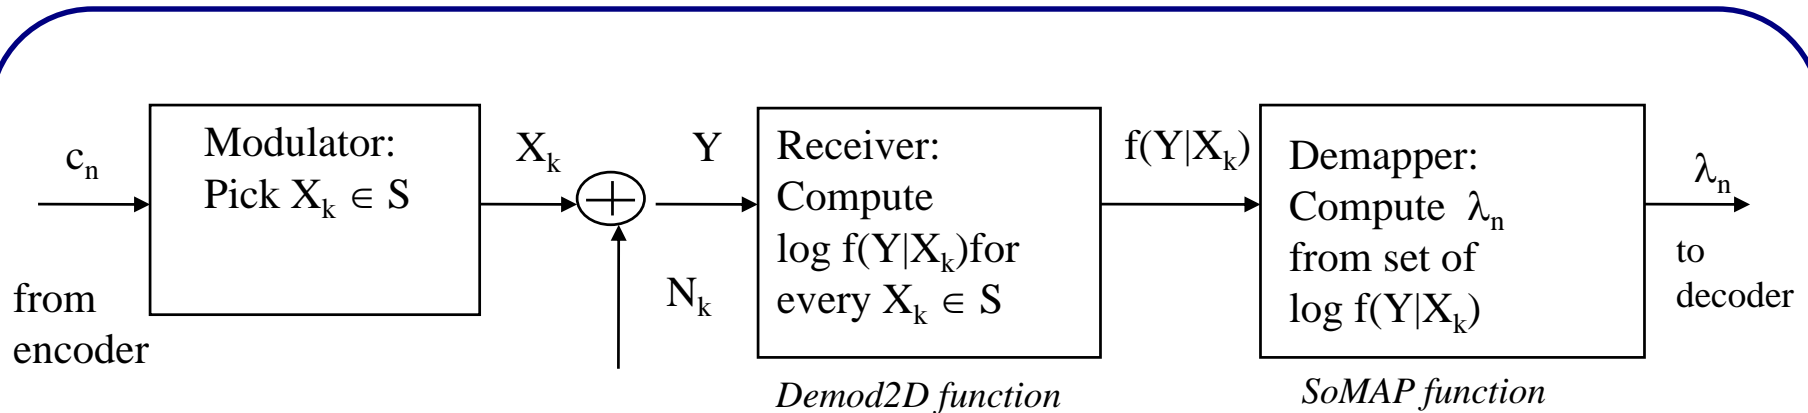 c_n
from
encoder
Modulator:
Pick X_k ∈ S
X_k
N_k
Y
Receiver:
Compute
log f(Y|X_k)for
every X_k ∈ S
Demod2D function
f(Y|X_k)
Demapper:
Compute λ_n
from set of
log f(Y|X_k)
SoMAP function
λ_n
to
decoder